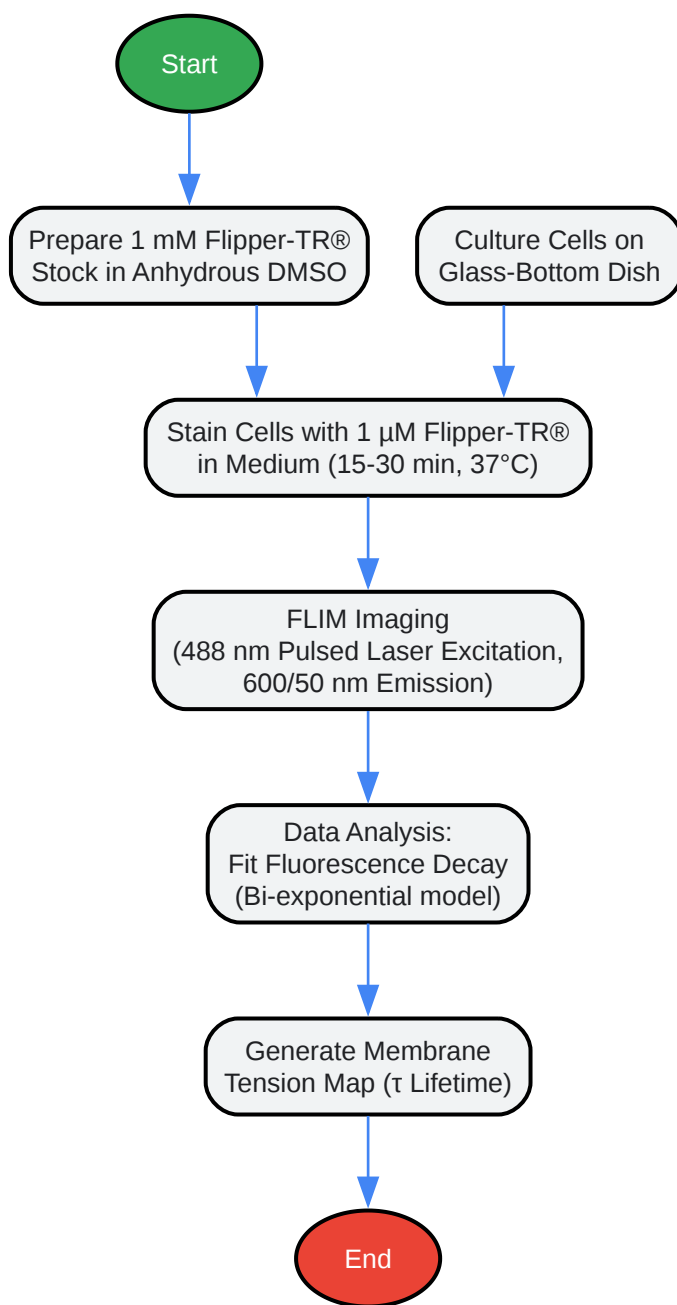 Start
Prepare 1 mM Flipper-TR®
Stock in Anhydrous DMSO
Culture Cells on
Glass-Bottom Dish
Stain Cells with 1 µM Flipper-TR®
in Medium (15-30 min, 37°C)
FLIM Imaging
(488 nm Pulsed Laser Excitation,
600/50 nm Emission)
Data Analysis:
Fit Fluorescence Decay
(Bi-exponential model)
Generate Membrane
Tension Map (τ Lifetime)
End